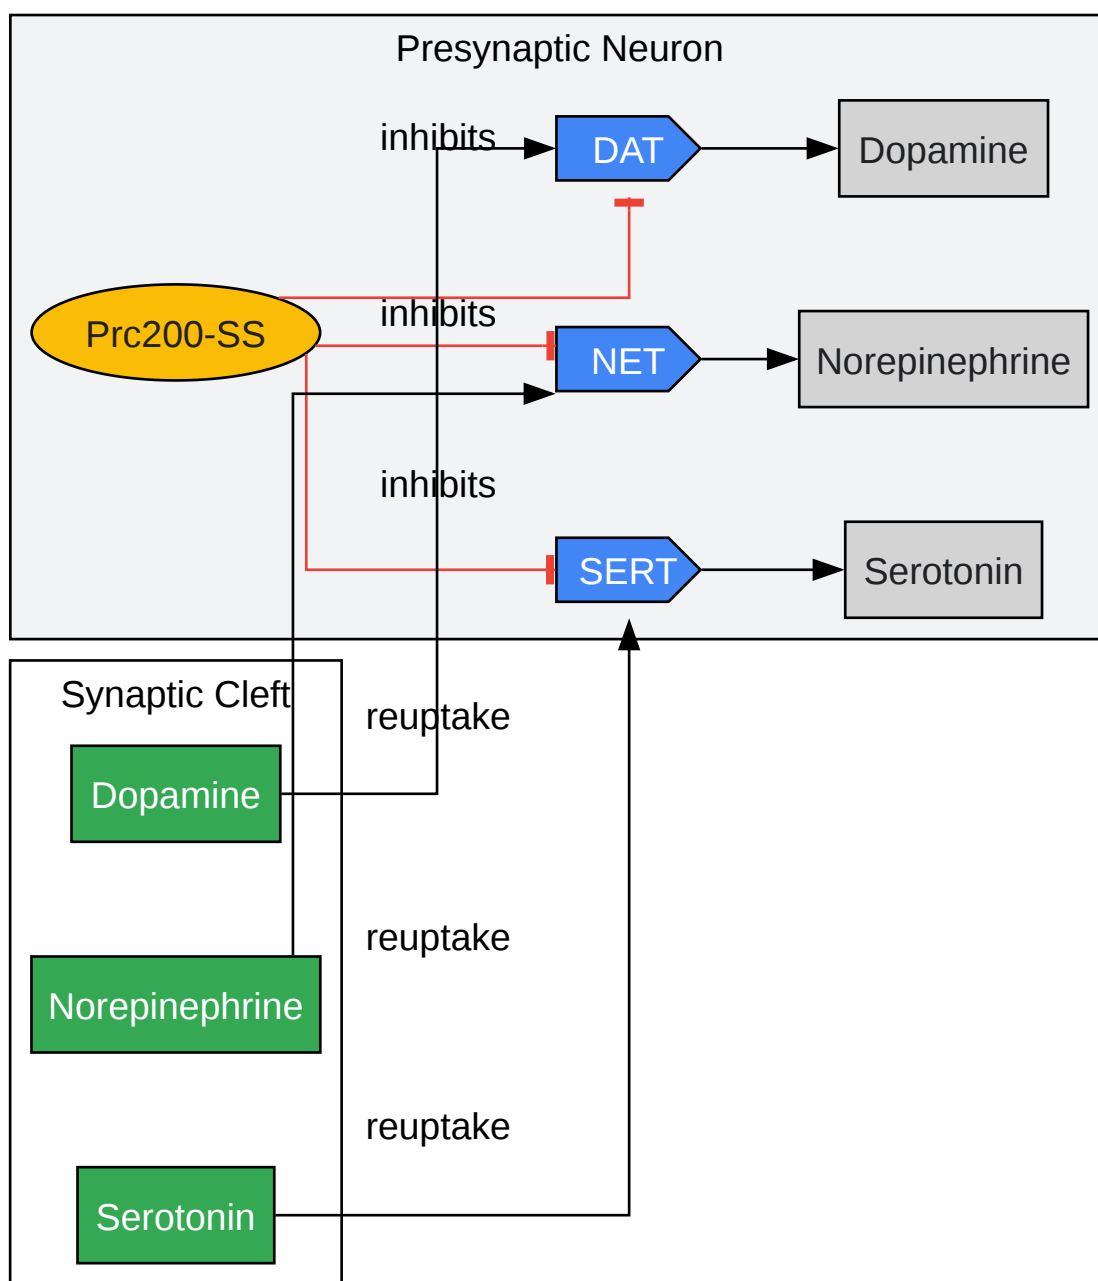 Presynaptic Neuron
inhibits
DAT
Dopamine
Prc200-SS
inhibits
NET
Norepinephrine
inhibits
SERT
Serotonin
Synaptic Cleft
reuptake
Dopamine
reuptake
Norepinephrine
reuptake
Serotonin